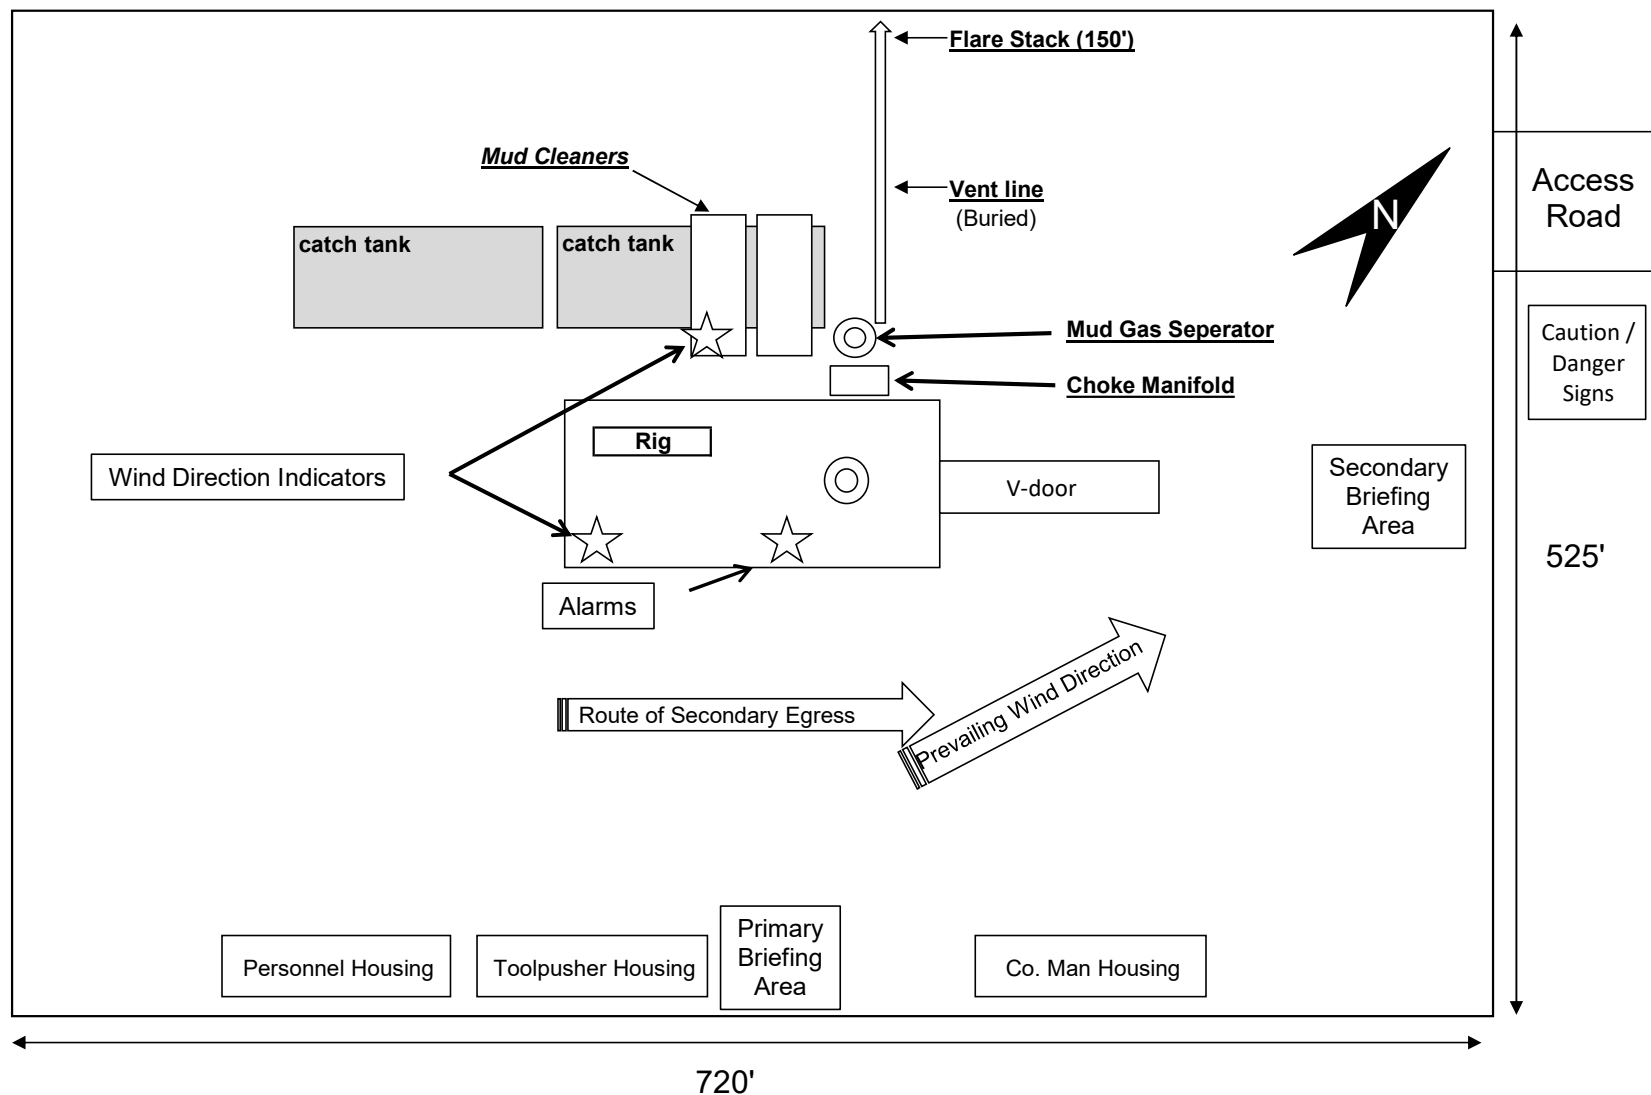 Flare Stack (150')
Mud Cleaners
Vent line
(Buried)
Access
Road
N
catch tank
catch tank
Mud Gas Seperator
Choke Manifold
Caution /
Danger
Signs
Rig
Wind Direction Indicators
V-door
Secondary
Briefing
Area
525'
Alarms
Prevailing Wind Direction
Route of Secondary Egress
Primary
Briefing
Area
Personnel Housing
Toolpusher Housing
Co. Man Housing
720'